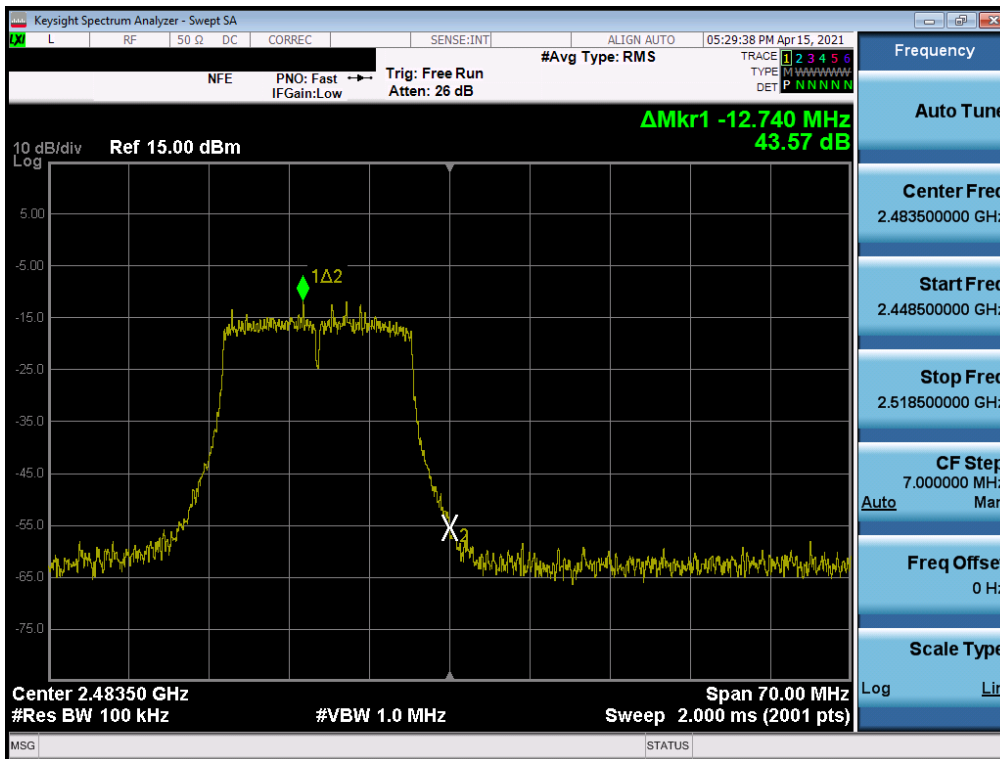 Keysight Spectrum Analyzer - Swept SA
LXI L RF 50 Ω DC CORREC SENSE:INT ALIGN AUTO 05:29:38 PM Apr 15, 2021
#Avg Type: RMS
TRACE 1 2 3 4 5 6
TYPE M WWWWW
DET P N N N N N
NFE PNO: Fast Trig: Free Run
IFGain:Low Atten: 26 dB
ΔMkr1 -12.740 MHz
43.57 dB
10 dB/div Ref 15.00 dBm
Log
5.00
-5.00
1Δ2
-15.0
-25.0
-35.0
-45.0
-55.0
X2
-65.0
-75.0
Center 2.48350 GHz Span 70.00 MHz
#Res BW 100 kHz #VBW 1.0 MHz Sweep 2.000 ms (2001 pts)
MSG STATUS
Frequency
Auto Tune
Center Freq
2.483500000 GHz
Start Freq
2.448500000 GHz
Stop Freq
2.518500000 GHz
CF Step
7.000000 MHz
Auto Man
Freq Offset
0 Hz
Scale Type
Log Lin